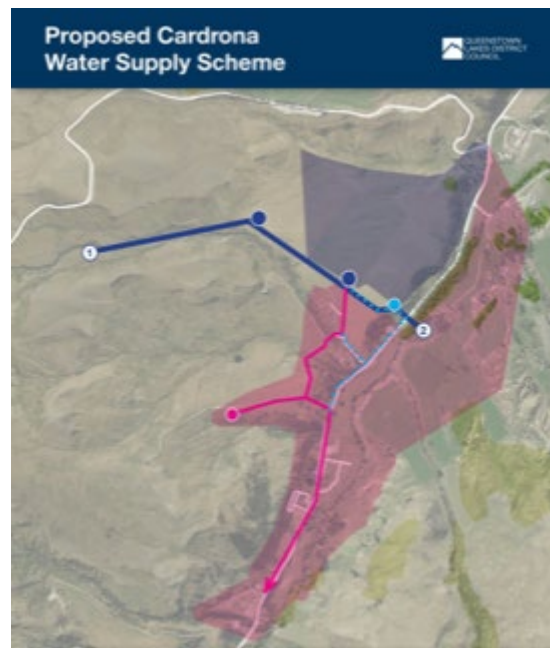 Proposed Cardrona
Water Supply Scheme
QUEENSTOWN
LAKES DISTRICT
COUNCIL
1
2